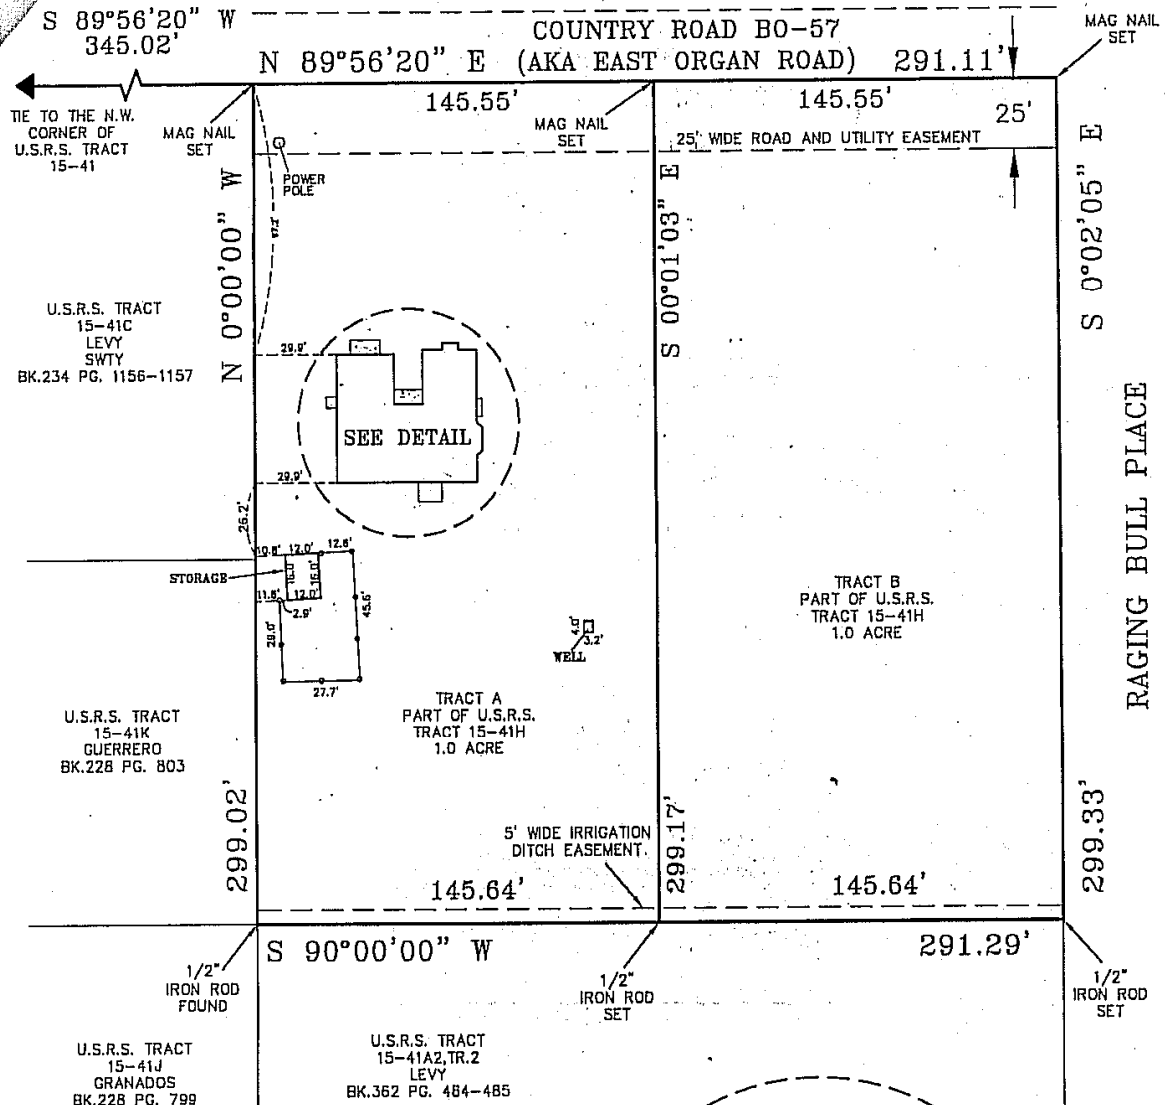 S 89°56'20" W
345.02'
COUNTRY ROAD BO-57
N 89°56'20" E (AKA EAST ORGAN ROAD) 291.11'
MAG NAIL
SET
TIE TO THE N.W.
CORNER OF
U.S.R.S. TRACT
15-41
MAG NAIL
SET
145.55'
MAG NAIL
SET
145.55'
25'
25' WIDE ROAD AND UTILITY EASEMENT
POWER
POLE
N 0°00'00" W
S 00°01'03" E
S 0°02'05" E
U.S.R.S. TRACT
15-41C
LEVY
SWTY
BK.234 PG. 1156-1157
29.9'
SEE DETAIL
29.9'
26.2'
RAGING BULL PLACE
10.8'
12.0'
12.8'
STORAGE
16.0'
16.0'
11.8'
12.0'
2.9'
29.0'
45.6'
27.7'
4.0'
3.2'
WELL
TRACT B
PART OF U.S.R.S.
TRACT 15-41H
1.0 ACRE
TRACT A
PART OF U.S.R.S.
TRACT 15-41H
1.0 ACRE
U.S.R.S. TRACT
15-41K
GUERRERO
BK.228 PG. 803
299.02'
299.17'
299.33'
5' WIDE IRRIGATION
DITCH EASEMENT.
145.64'
145.64'
S 90°00'00" W
291.29'
1/2"
IRON ROD
FOUND
1/2"
IRON ROD
SET
1/2"
IRON ROD
SET
U.S.R.S. TRACT
15-41J
GRANADOS
BK.228 PG. 799
U.S.R.S. TRACT
15-41A2,TR.2
LEVY
BK.362 PG. 484-485